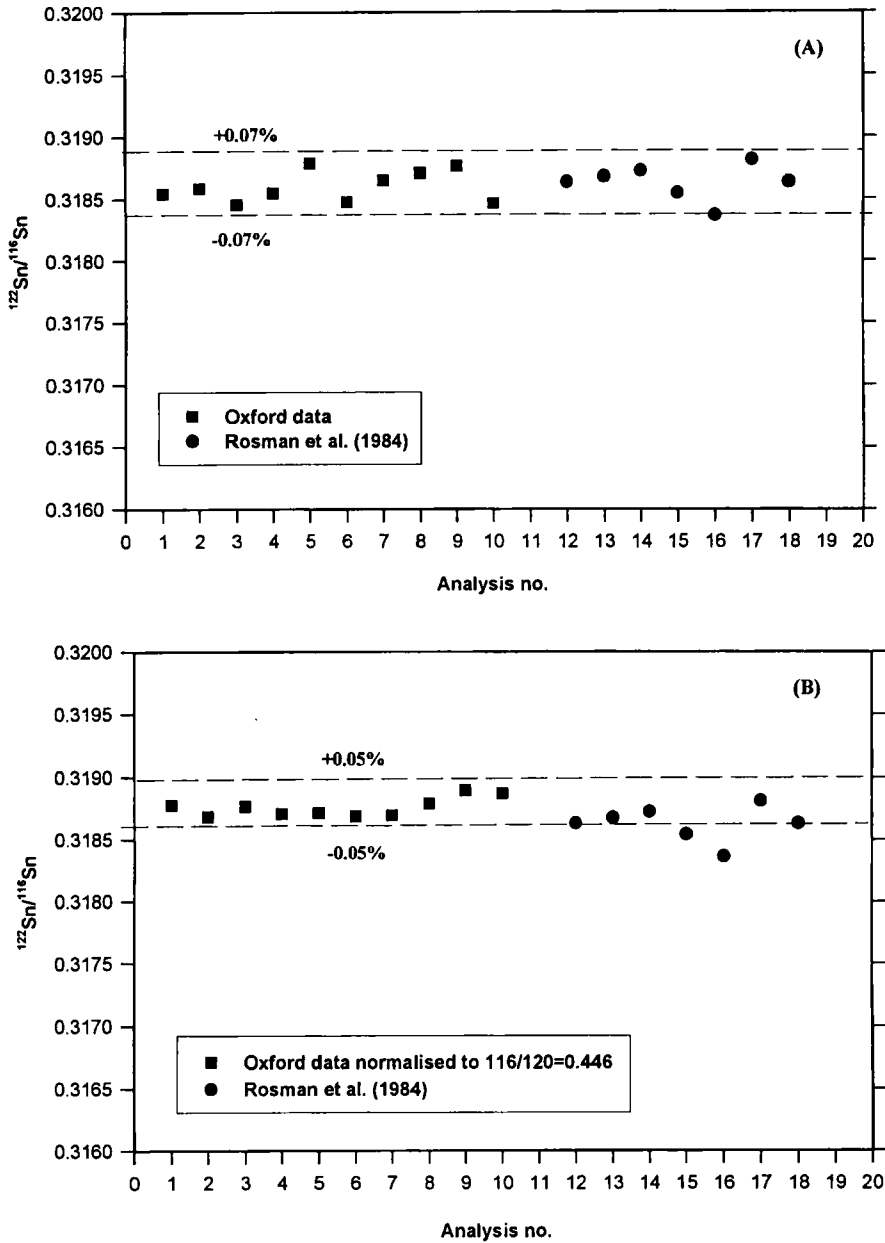 0.3200
(A)
0.3195
+0.07%
0.3190
0.3185
-0.07%
0.3180
0.3175
0.3170
0.3165
0.3160
122Sn/116Sn
Oxford data
Rosman et al. (1984)
0 1 2 3 4 5 6 7 8 9 10 11 12 13 14 15 16 17 18 19 20
Analysis no.
0.3200
(B)
0.3195
+0.05%
0.3190
0.3185
-0.05%
0.3180
0.3175
0.3170
0.3165
0.3160
122Sn/116Sn
Oxford data normalised to 116/120=0.446
Rosman et al. (1984)
0 1 2 3 4 5 6 7 8 9 10 11 12 13 14 15 16 17 18 19 20
Analysis no.